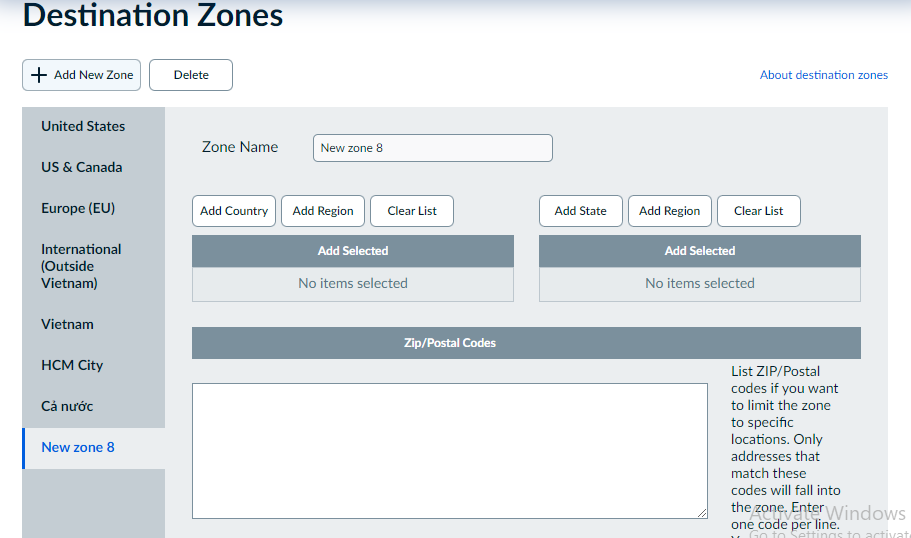 Destination Zones
Add New Zone
Delete
About destination zones
United States
US & Canada
Europe (EU)
International
(Outside
Vietnam)
Vietnam
HCM City
Cả nước
New zone 8
Zone Name
New zone 8
Add Country
Add Region
Clear List
Add State
Add Region
Clear List
Add Selected
No items selected
Add Selected
No items selected
Zip/Postal Codes
List ZIP/Postal
codes if you want
to limit the zone
to specific
locations. Only
addresses that
match these
codes will fall into
the zone. Enter
one code per line.
Activate Windows
Go to Settings to activat